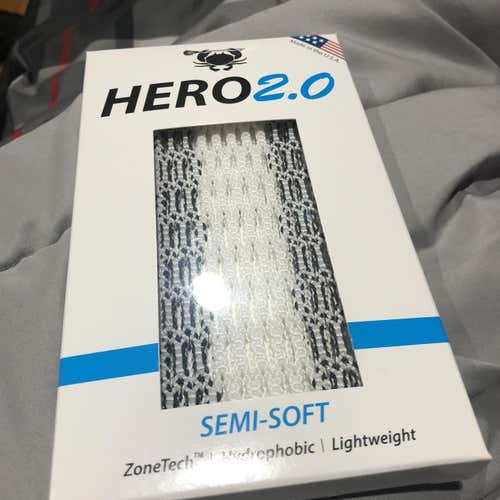 Made in the U.S.A
HERO2.0
SEMI-SOFT
ZoneTech™ | Hydrophobic | Lightweight